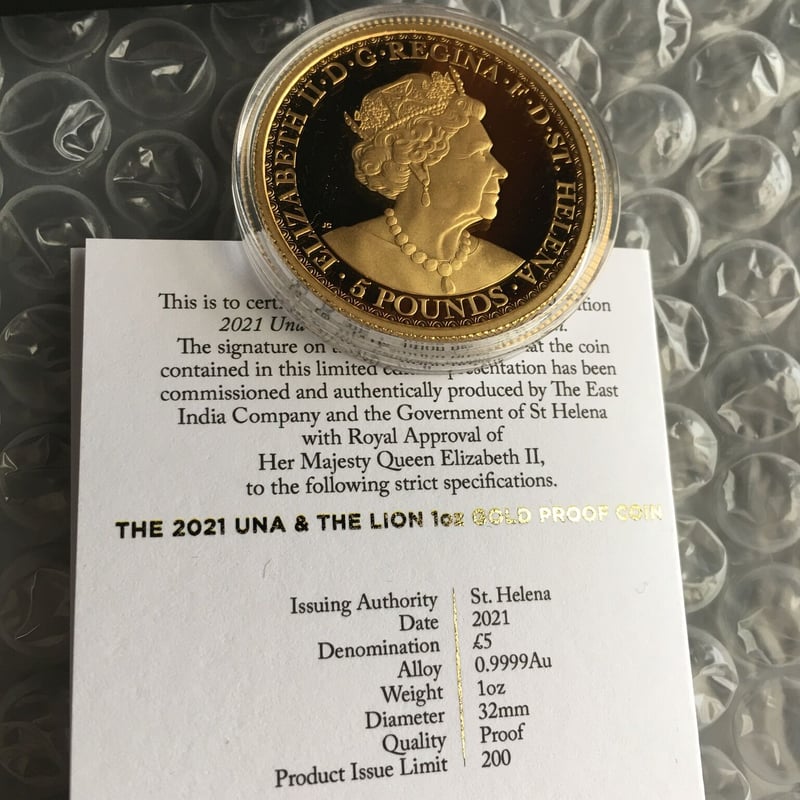 ELIZABETH II · D · G · REGINA · F · D · ST. HELENA
· 5 POUNDS ·
JC
This is to cert
2021 Una
The signature on at the coin
contained in this limited presentation has been
commissioned and authentically produced by The East
India Company and the Government of St Helena
with Royal Approval of
Her Majesty Queen Elizabeth II,
to the following strict specifications.
THE 2021 UNA & THE LION 1oz GOLD PROOF COIN
Issuing Authority St. Helena
Date 2021
Denomination £5
Alloy 0.9999Au
Weight 1oz
Diameter 32mm
Quality Proof
Product Issue Limit 200